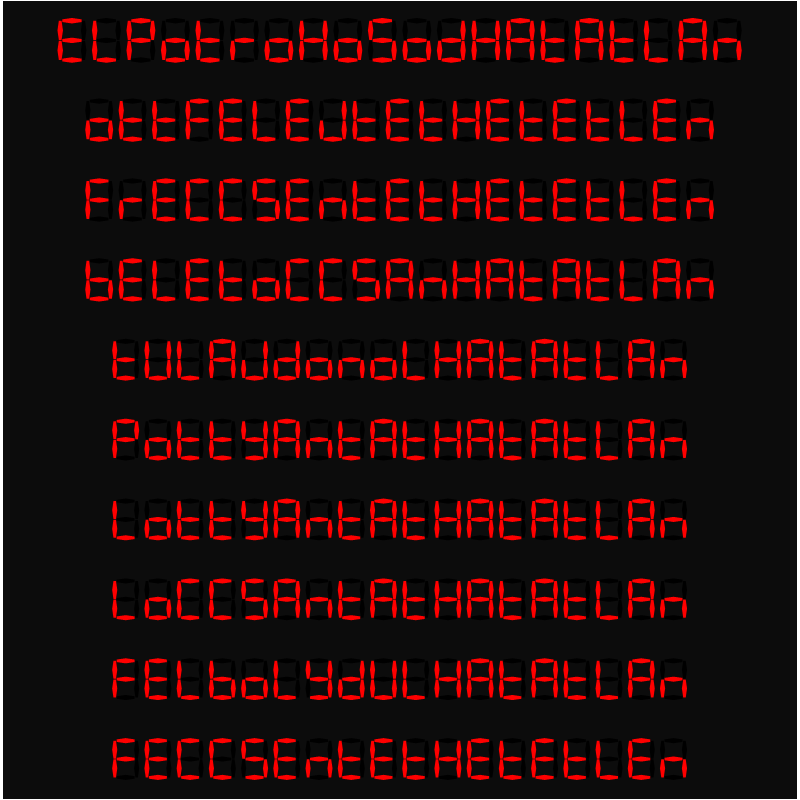 ELPotroHoSodHAtAtLAn
ottFELEJtEtHEtEtLEn
FrECCSEntEtHEtEtLEn
bELEtoCCSAnHAtAtLAn
tULAJdonoLHAtAtLAn
PottyAntAtHAtAtLAn
LottyAntAtHAtAtLAn
LoCCSAntAtHAtAtLAn
FELboLydULHAtAtLAn
FECCSEntEtHEtEtLEn